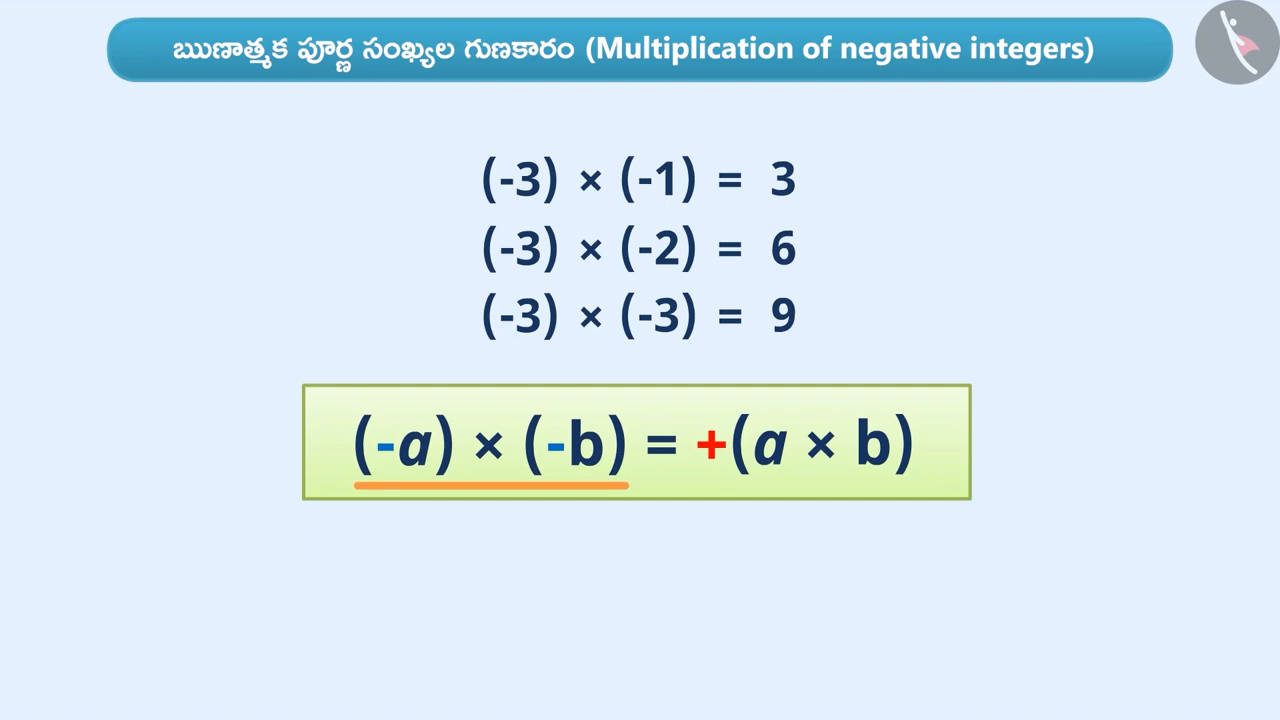 ఋణాత్మక పూర్ణ సంఖ్యల గుణకారం (Multiplication of negative integers)
(-3) × (-1) = 3
(-3) × (-2) = 6
(-3) × (-3) = 9
(-a) × (-b) = +(a × b)